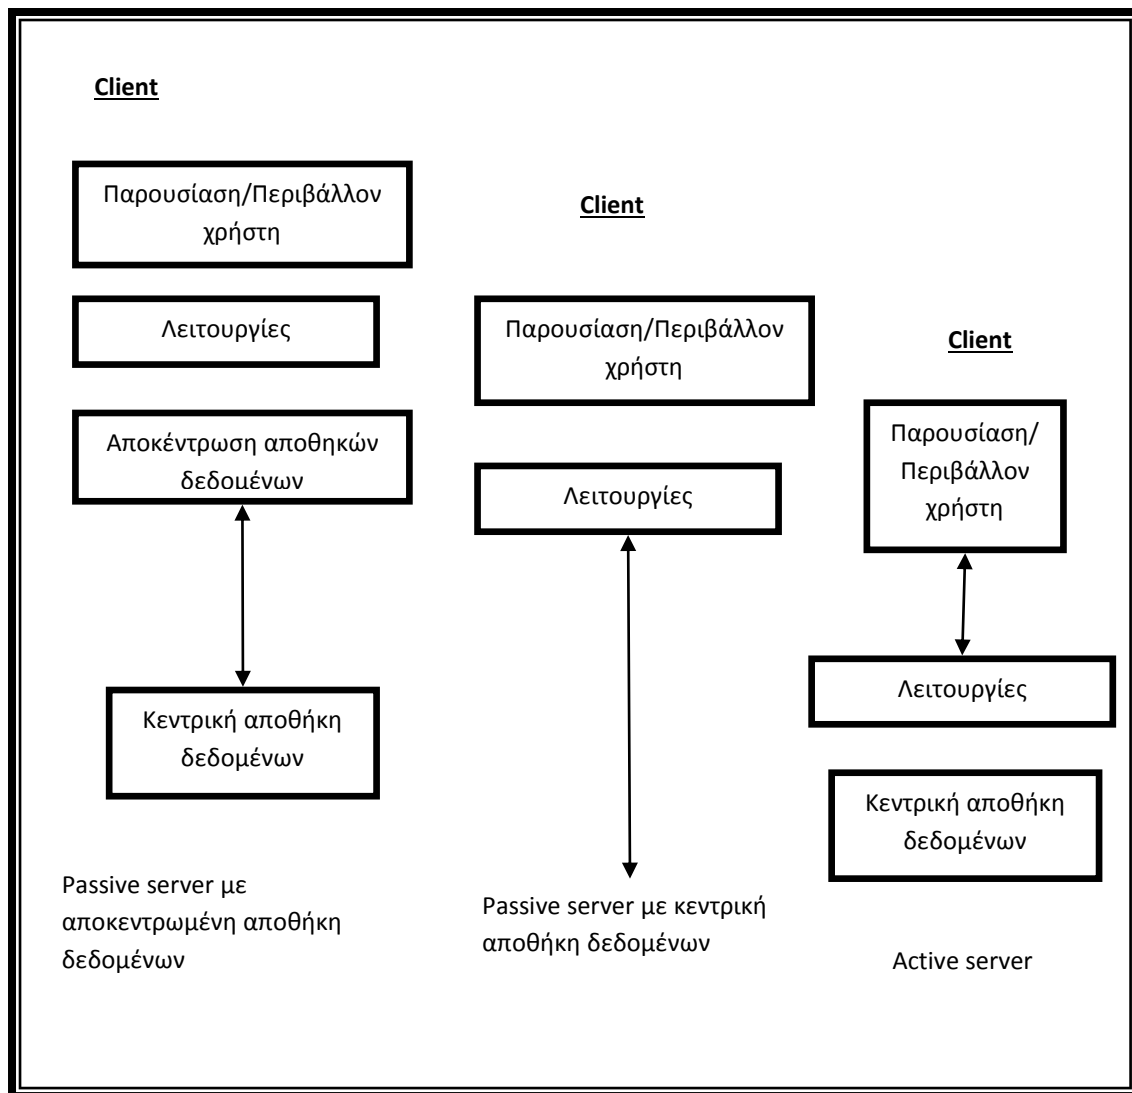 Client
Παρουσίαση/Περιβάλλον
χρήστη
Λειτουργίες
Αποκέντρωση αποθηκών
δεδομένων
Κεντρική αποθήκη
δεδομένων
Passive server με
αποκεντρωμένη αποθήκη
δεδομένων
Client
Παρουσίαση/Περιβάλλον
χρήστη
Λειτουργίες
Passive server με κεντρική
αποθήκη δεδομένων
Client
Παρουσίαση/
Περιβάλλον
χρήστη
Λειτουργίες
Κεντρική αποθήκη
δεδομένων
Active server